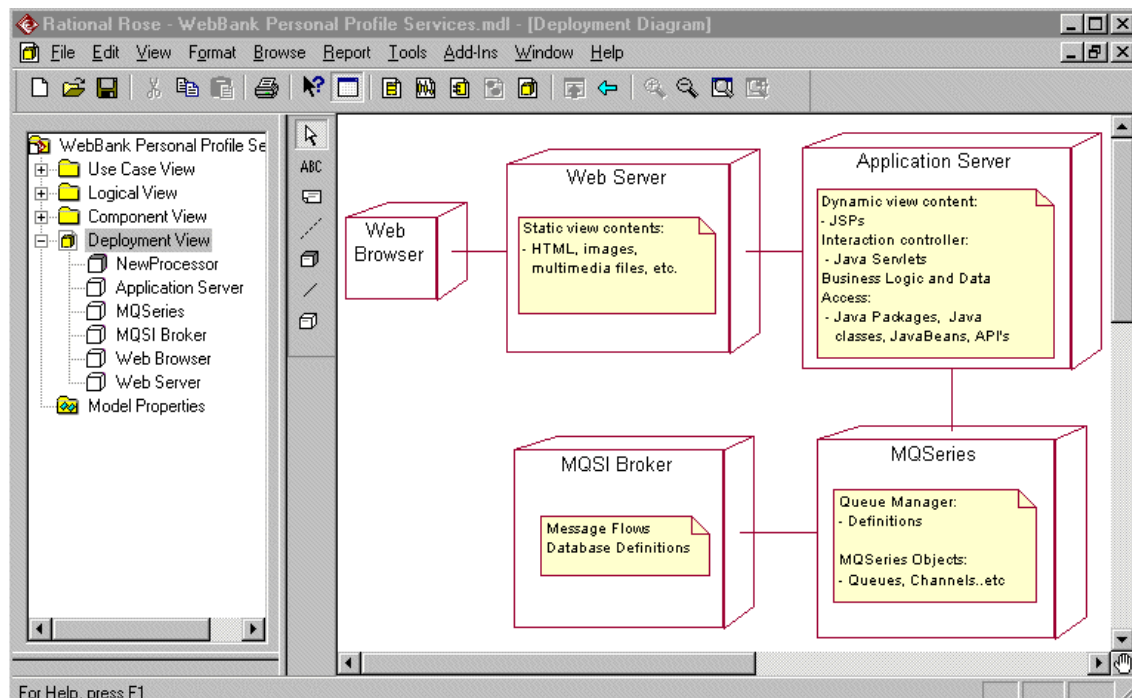 Rational Rose - WebBank Personal Profile Services.mdl - [Deployment Diagram]
File Edit View Format Browse Report Tools Add-Ins Window Help
WebBank Personal Profile Se
Use Case View
Logical View
Component View
Deployment View
NewProcessor
Application Server
MQSeries
MQSI Broker
Web Browser
Web Server
Model Properties
ABC
Web
Browser
Web Server
Static view contents:
- HTML, images,
multimedia files, etc.
Application Server
Dynamic view content:
- JSPs
Interaction controller:
- Java Servlets
Business Logic and Data
Access:
- Java Packages, Java
classes, JavaBeans, API's
MQSI Broker
Message Flows
Database Definitions
MQSeries
Queue Manager:
- Definitions
MQSeries Objects:
- Queues, Channels..etc
For Help, press F1